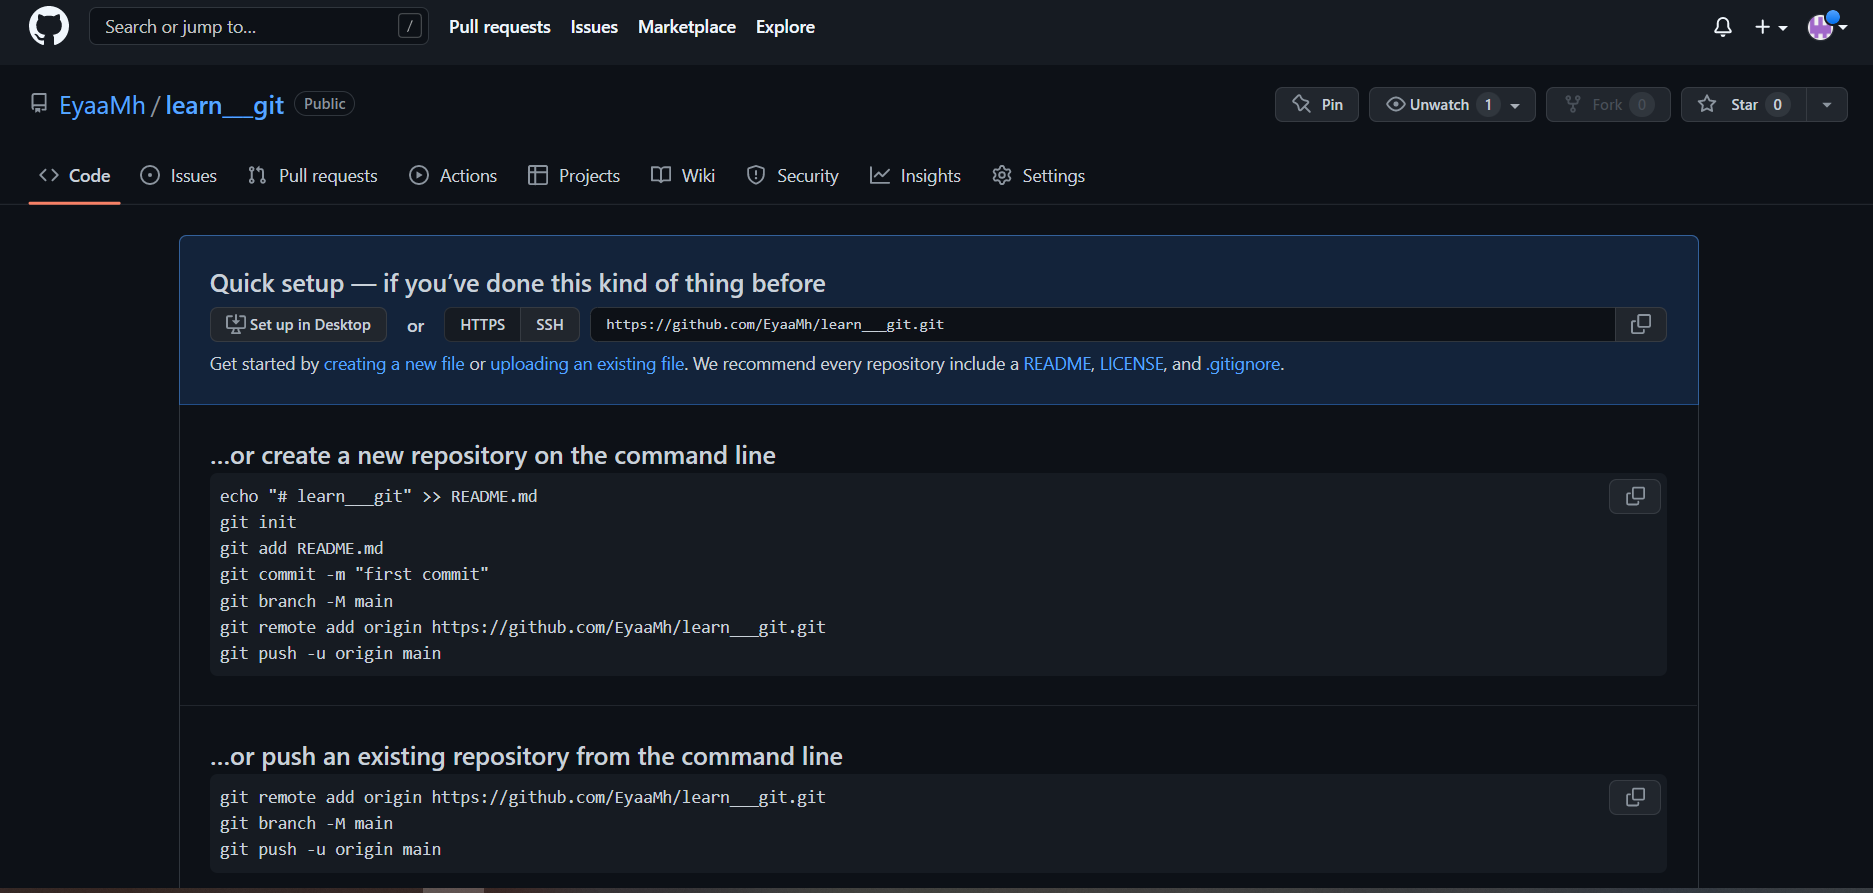 Search or jump to... /
Pull requests Issues Marketplace Explore
EyaaMh / learn___git Public
Pin Unwatch 1 Fork 0 Star 0
Code Issues Pull requests Actions Projects Wiki Security Insights Settings
Quick setup — if you’ve done this kind of thing before
Set up in Desktop or HTTPS SSH https://github.com/EyaaMh/learn___git.git
Get started by creating a new file or uploading an existing file. We recommend every repository include a README, LICENSE, and .gitignore.
…or create a new repository on the command line
echo "# learn___git" >> README.md
git init
git add README.md
git commit -m "first commit"
git branch -M main
git remote add origin https://github.com/EyaaMh/learn___git.git
git push -u origin main
…or push an existing repository from the command line
git remote add origin https://github.com/EyaaMh/learn___git.git
git branch -M main
git push -u origin main